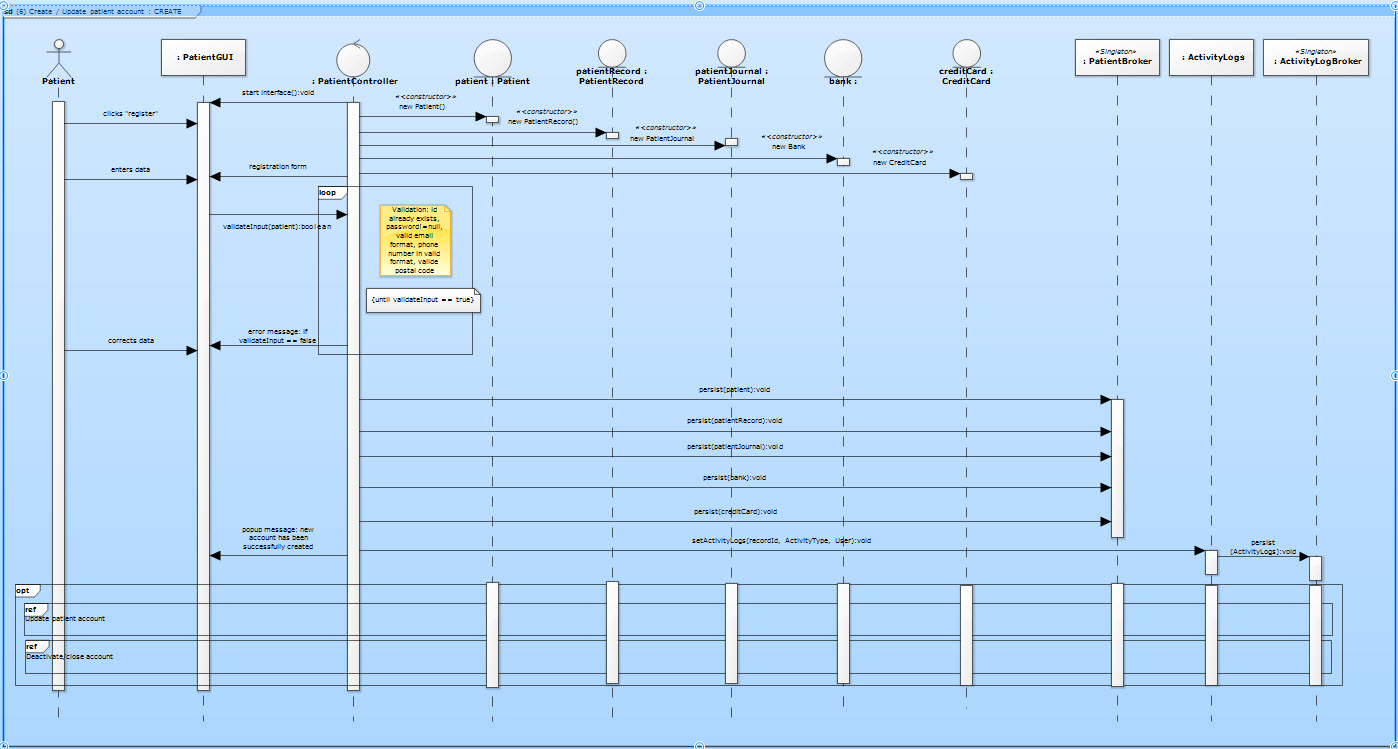 sd (6) Create / Update patient account : CREATE
Patient
: PatientGUI
: PatientController
patient : Patient
patientRecord :
PatientRecord
patientJournal :
PatientJournal
bank :
creditCard :
CreditCard
«Singleton»
: PatientBroker
: ActivityLogs
«Singleton»
: ActivityLogBroker
start interface():void
«<constructor>»
new Patient()
clicks "register"
«<constructor>»
new PatientRecord()
«<constructor>»
new PatientJournal
«<constructor>»
new Bank
«<constructor>»
new CreditCard
enters data
registration form
loop
validateInput(patient):boolean
Validation: id
already exists,
password!=null,
valid email
format, phone
number in valid
format, valide
postal code
{until validateInput == true}
corrects data
error message: if
validateInput == false
persist(patient):void
persist(patientRecord):void
persist(patientJournal):void
persist(bank):void
persist(creditCard):void
popup message: new
account has been
successfully created
setActivityLogs(recordId, ActivityType, User):void
persist
(ActivityLogs):void
opt
ref
Update patient account
ref
Deactivate/close account